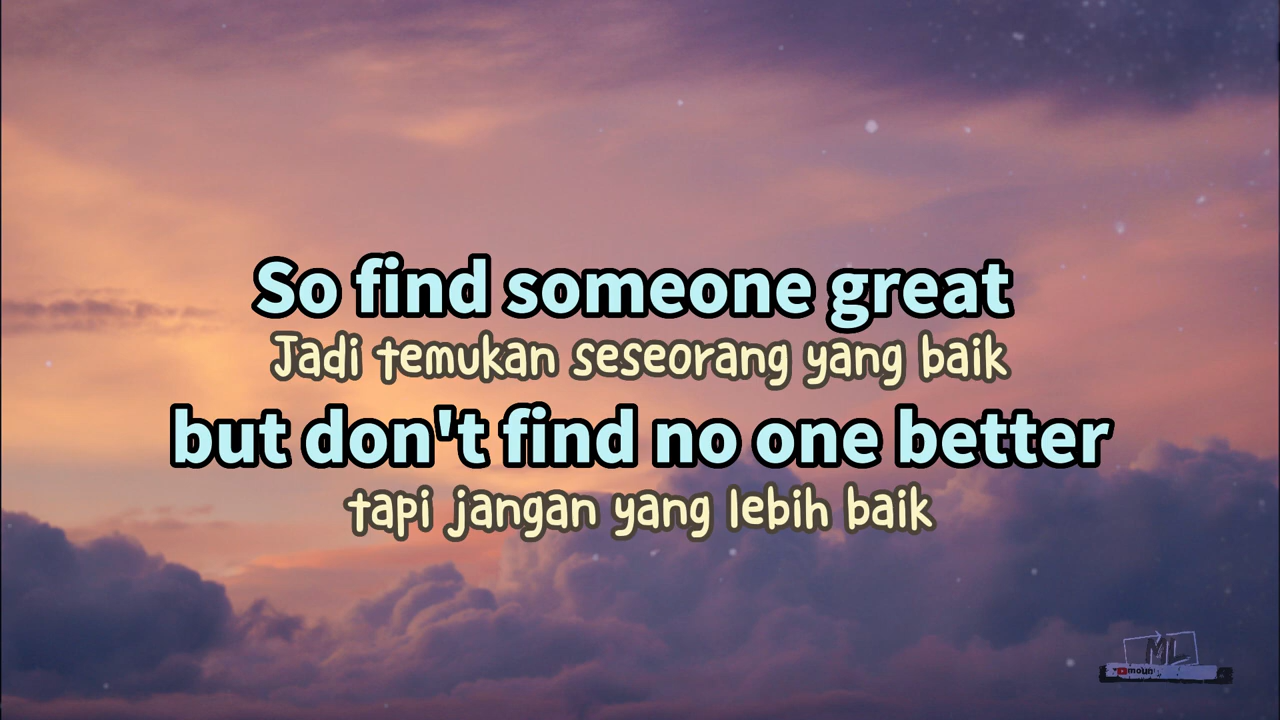 So find someone great
Jadi temukan seseorang yang baik
but don't find no one better
tapi jangan yang lebih baik
ML